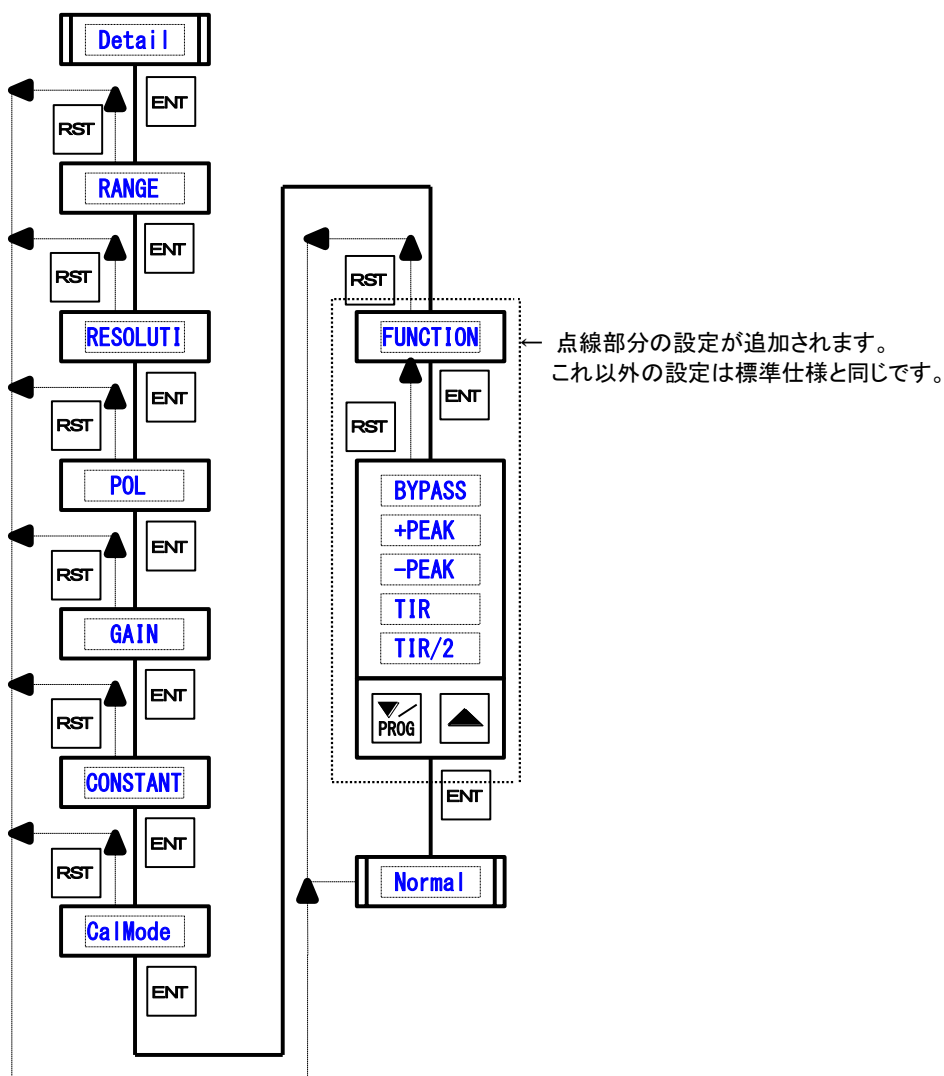 Detail
ENT
RST
RANGE
ENT
RST
RESOLUTI
ENT
RST
POL
ENT
RST
GAIN
ENT
RST
CONSTANT
ENT
RST
CalMode
ENT
RST
FUNCTION
← 点線部分の設定が追加されます。
これ以外の設定は標準仕様と同じです。
ENT
RST
BYPASS
+PEAK
-PEAK
TIR
TIR/2
▼/PROG ▲
ENT
Normal